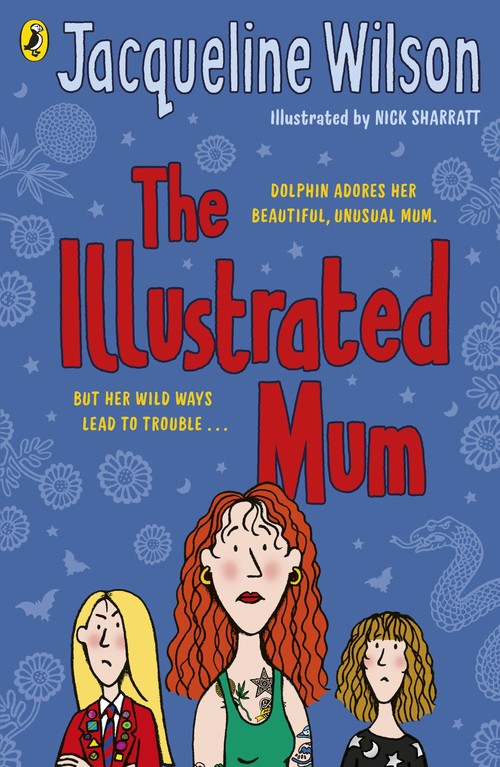 Jacqueline Wilson
Illustrated by NICK SHARRATT
The
DOLPHIN ADORES HER
BEAUTIFUL, UNUSUAL MUM.
Illustrated
BUT HER WILD WAYS
LEAD TO TROUBLE...
Mum